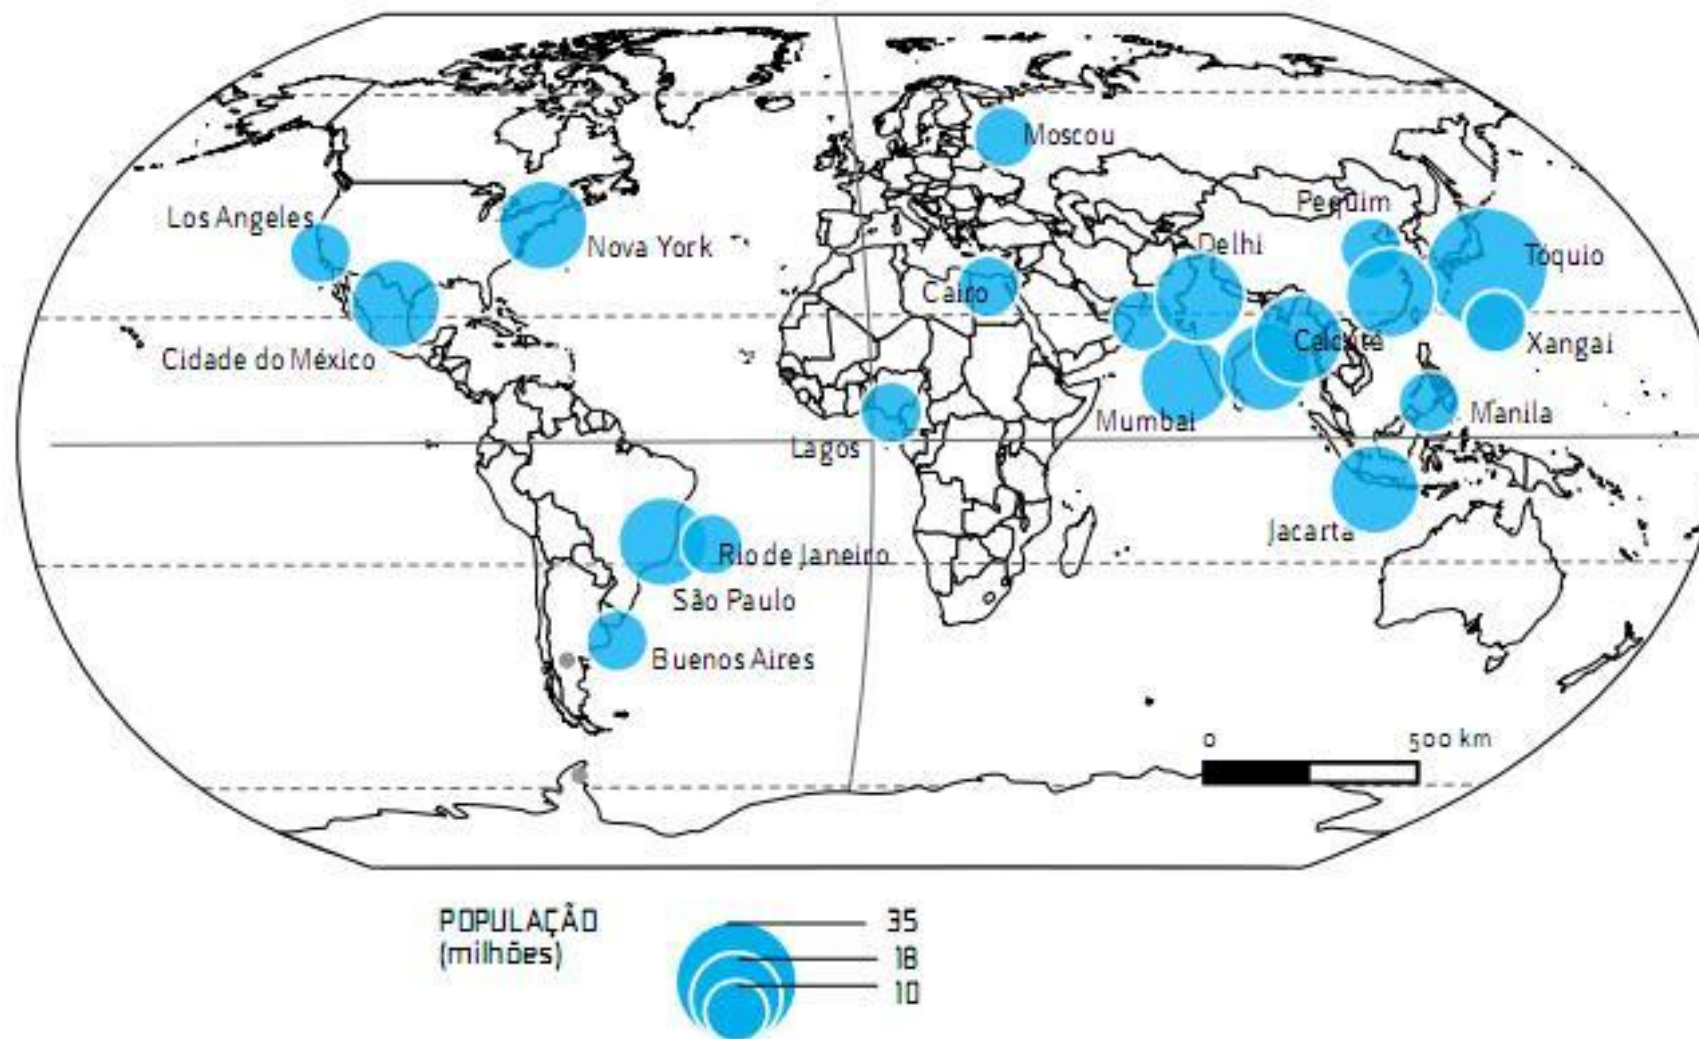 Moscou
Pequim
Los Angeles
Nova York
Delhi
Tóquio
Cairo
Cidade do México
Calcutá
Xangai
Mumbai
Manila
Lagos
Jacarta
Rio de Janeiro
São Paulo
Buenos Aires
0 500 km
POPULAÇÃO
(milhões)
35
18
10